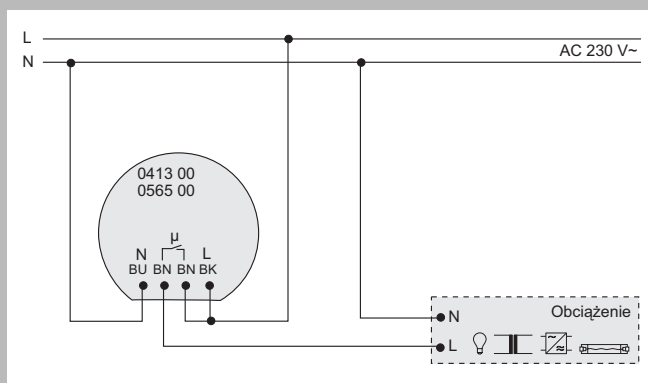 L
AC 230 V~
N
0413 00
0565 00
µ
N L
BU BN BN BK
Obciążenie
N
L